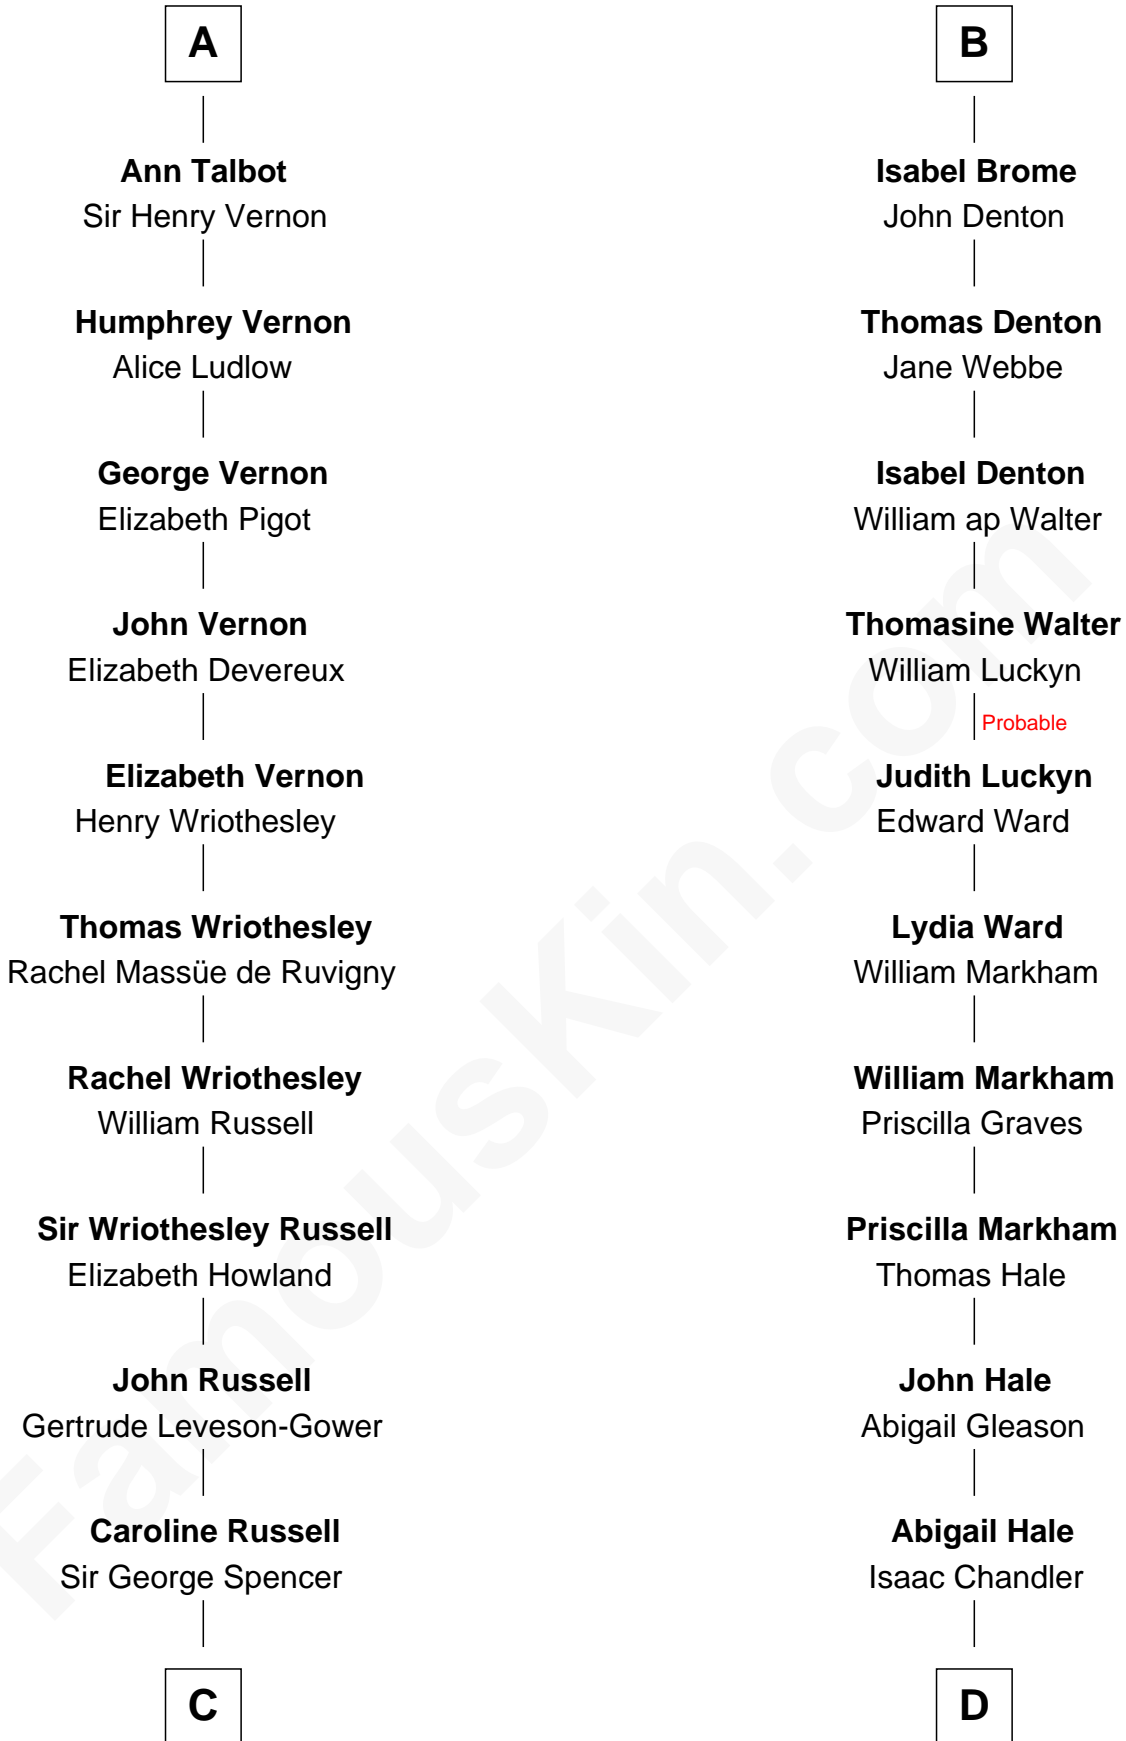 A
Ann Talbot
Sir Henry Vernon
Humphrey Vernon
Alice Ludlow
George Vernon
Elizabeth Pigot
John Vernon
Elizabeth Devereux
Elizabeth Vernon
Henry Wriothesley
Thomas Wriothesley
Rachel Massüe de Ruvigny
Rachel Wriothesley
William Russell
Sir Wriothesley Russell
Elizabeth Howland
John Russell
Gertrude Leveson-Gower
Caroline Russell
Sir George Spencer
C
B
Isabel Brome
John Denton
Thomas Denton
Jane Webbe
Isabel Denton
William ap Walter
Thomasine Walter
William Luckyn
Probable
Judith Luckyn
Edward Ward
Lydia Ward
William Markham
William Markham
Priscilla Graves
Priscilla Markham
Thomas Hale
John Hale
Abigail Gleason
Abigail Hale
Isaac Chandler
D
FamousKin.com